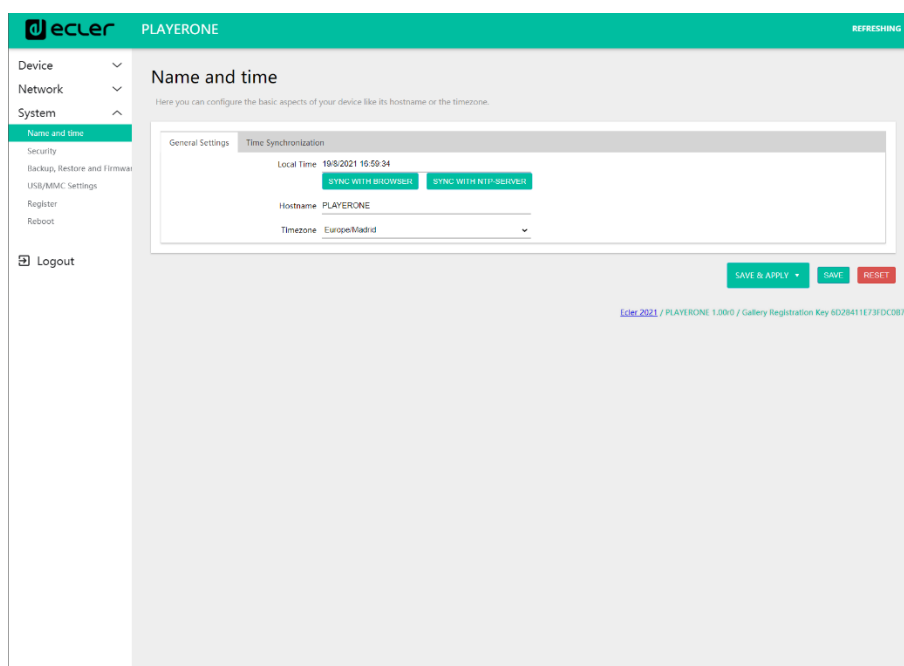 ecler PLAYERONE REFRESHING
Device
Network
System
Name and time
Security
Backup, Restore and Firmwar
USB/MMC Settings
Register
Reboot
Logout
Name and time
Here you can configure the basic aspects of your device like its hostname or the timezone.
General Settings Time Synchronization
Local Time 19/8/2021 16:59:34
SYNC WITH BROWSER SYNC WITH NTP-SERVER
Hostname PLAYERONE
Timezone Europe/Madrid
SAVE & APPLY SAVE RESET
Ecler 2021 / PLAYERONE 1.00r0 / Gallery Registration Key 6D28411E73FDC0B7